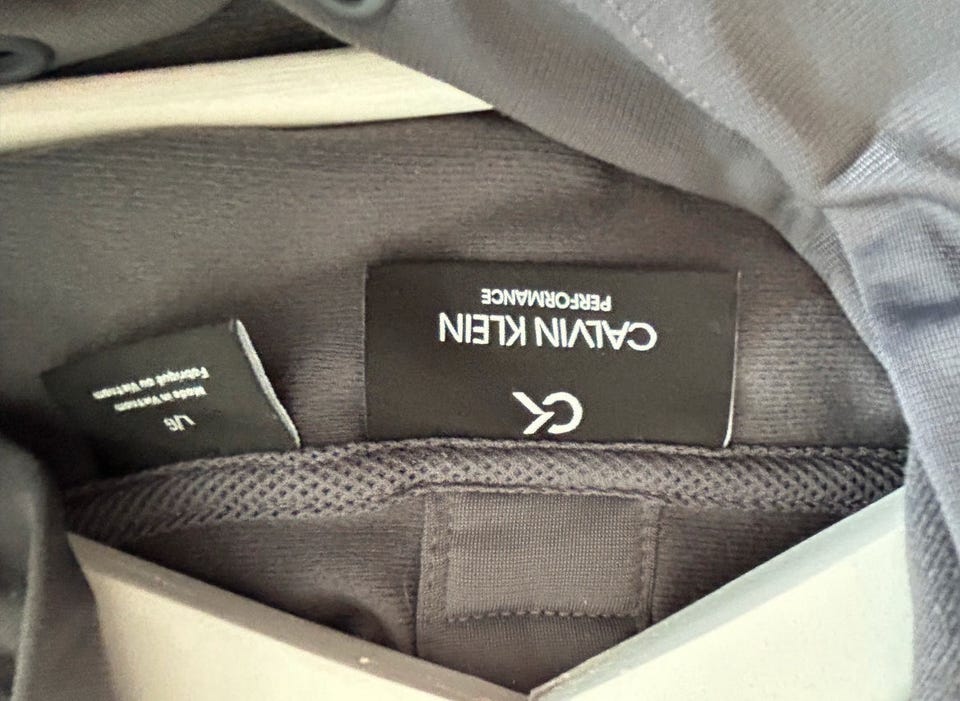 CK
CALVIN KLEIN
PERFORMANCE
L/G
Made in Vietnam
Fabriqué au Vietnam